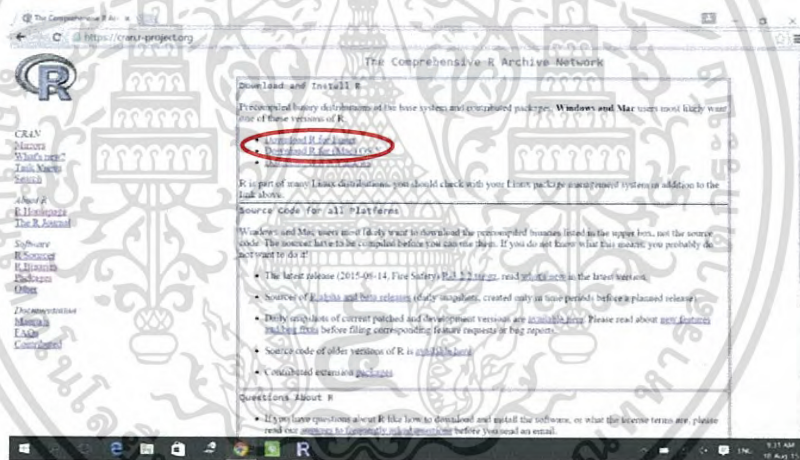 The Comprehensive R Arc
https://cran.r-project.org
The Comprehensive R Archive Network
R
CRAN
Mirrors
What's new?
Task Views
Search
About R
R Homepage
The R Journal
Software
R Sources
R Binaries
Packages
Other
Documentation
Manuals
FAQs
Contributed
Download and Install R
Precompiled binary distributions of the base system and contributed packages, Windows and Mac users most likely want
one of these versions of R:
Download R for Linux
Download R for (Mac) OS X
R is part of many Linux distributions, you should check with your Linux package management system in addition to the
link above.
Source Code for all Platforms
Windows and Mac users most likely want to download the precompiled binaries listed in the upper box, not the source
code. The sources have to be compiled before you can use them. If you do not know what this means, you probably do
not want to do it!
The latest release (2015-06-14, Fire Safety) R-3.2.2.tar.gz, read what's new in the latest version.
Sources of R alpha and beta releases (daily snapshots, created only in time periods before a planned release).
Daily snapshots of current patched and development versions are available here. Please read about new features
and bug fixes before filing corresponding feature requests or bug reports.
Source code of older versions of R is available here.
Contributed extension packages
Questions About R
If you have questions about R like how to download and install the software, or what the license terms are, please
read our answers to frequently asked questions before you send an email.
R
ENG
9:31 AM
10 Aug 15